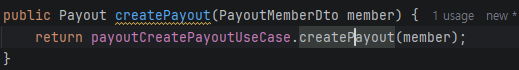 public Payout createPayout(PayoutMemberDto member) { 1 usage new *
    return payoutCreatePayoutUseCase.createPayout(member);
}